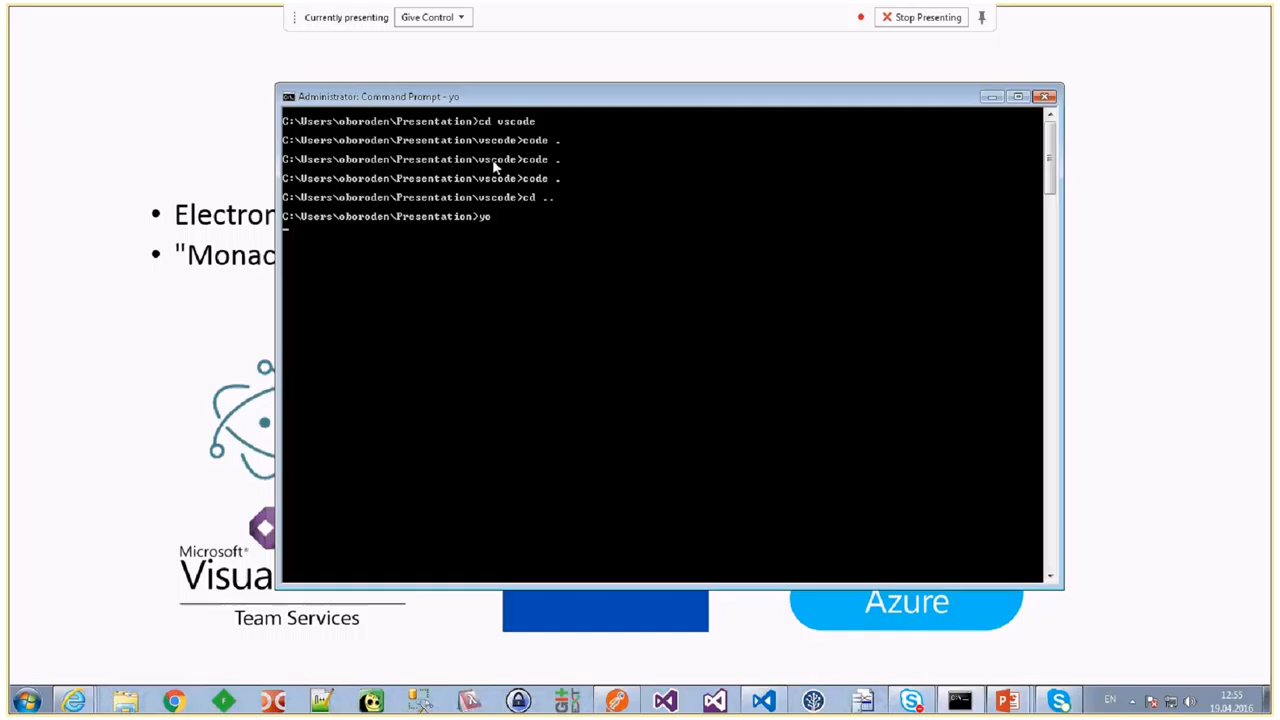 Currently presenting
Give Control
Stop Presenting
Administrator: Command Prompt - yo
C:\Users\oboroden\Presentation>cd vscode
C:\Users\oboroden\Presentation\vscode>code .
C:\Users\oboroden\Presentation\vscode>code .
C:\Users\oboroden\Presentation\vscode>code .
C:\Users\oboroden\Presentation\vscode>cd ..
C:\Users\oboroden\Presentation>yo
• Electron
• "Monac
Microsoft®
Visua
Team Services
Azure
EN
12:55
19.04.2016